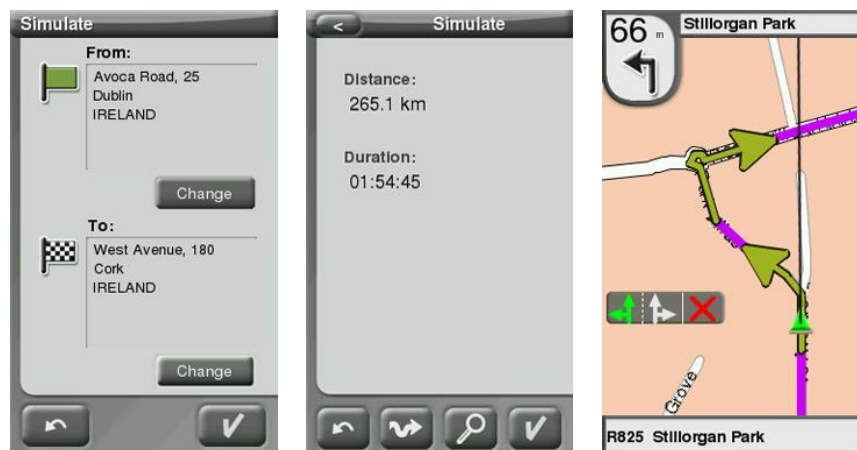 Simulate
From:
Avoca Road, 25
Dublin
IRELAND
Change
To:
West Avenue, 180
Cork
IRELAND
Change
<
Simulate
Distance:
265.1 km
Duration:
01:54:45
66 m
Stillorgan Park
Grove
R825 Stillorgan Park